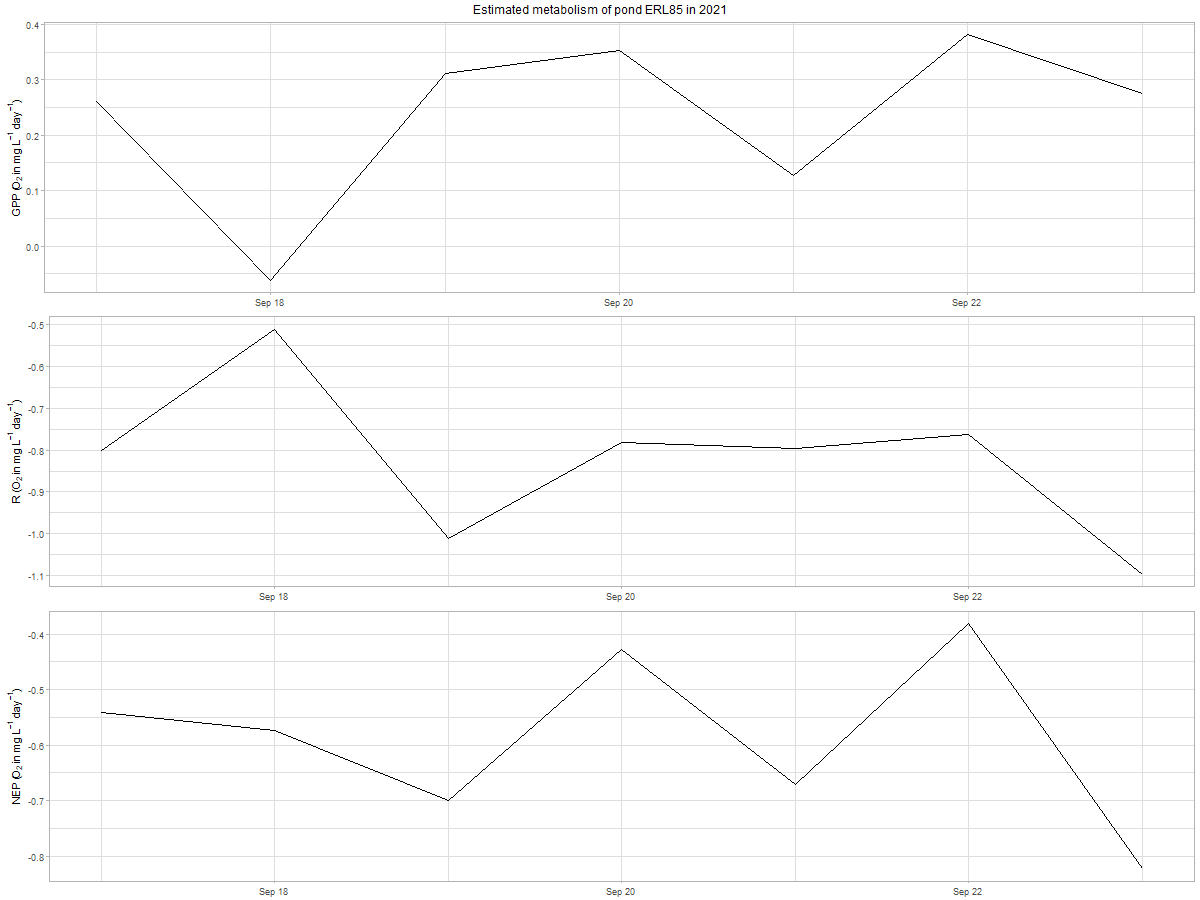 Estimated metabolism of pond ERL85 in 2021
GPP (O₂ in mg L⁻¹ day⁻¹)
0.4
0.3
0.2
0.1
0.0
Sep 18 Sep 20 Sep 22
R (O₂ in mg L⁻¹ day⁻¹)
-0.5
-0.6
-0.7
-0.8
-0.9
-1.0
-1.1
Sep 18 Sep 20 Sep 22
NEP (O₂ in mg L⁻¹ day⁻¹)
-0.4
-0.5
-0.6
-0.7
-0.8
Sep 18 Sep 20 Sep 22